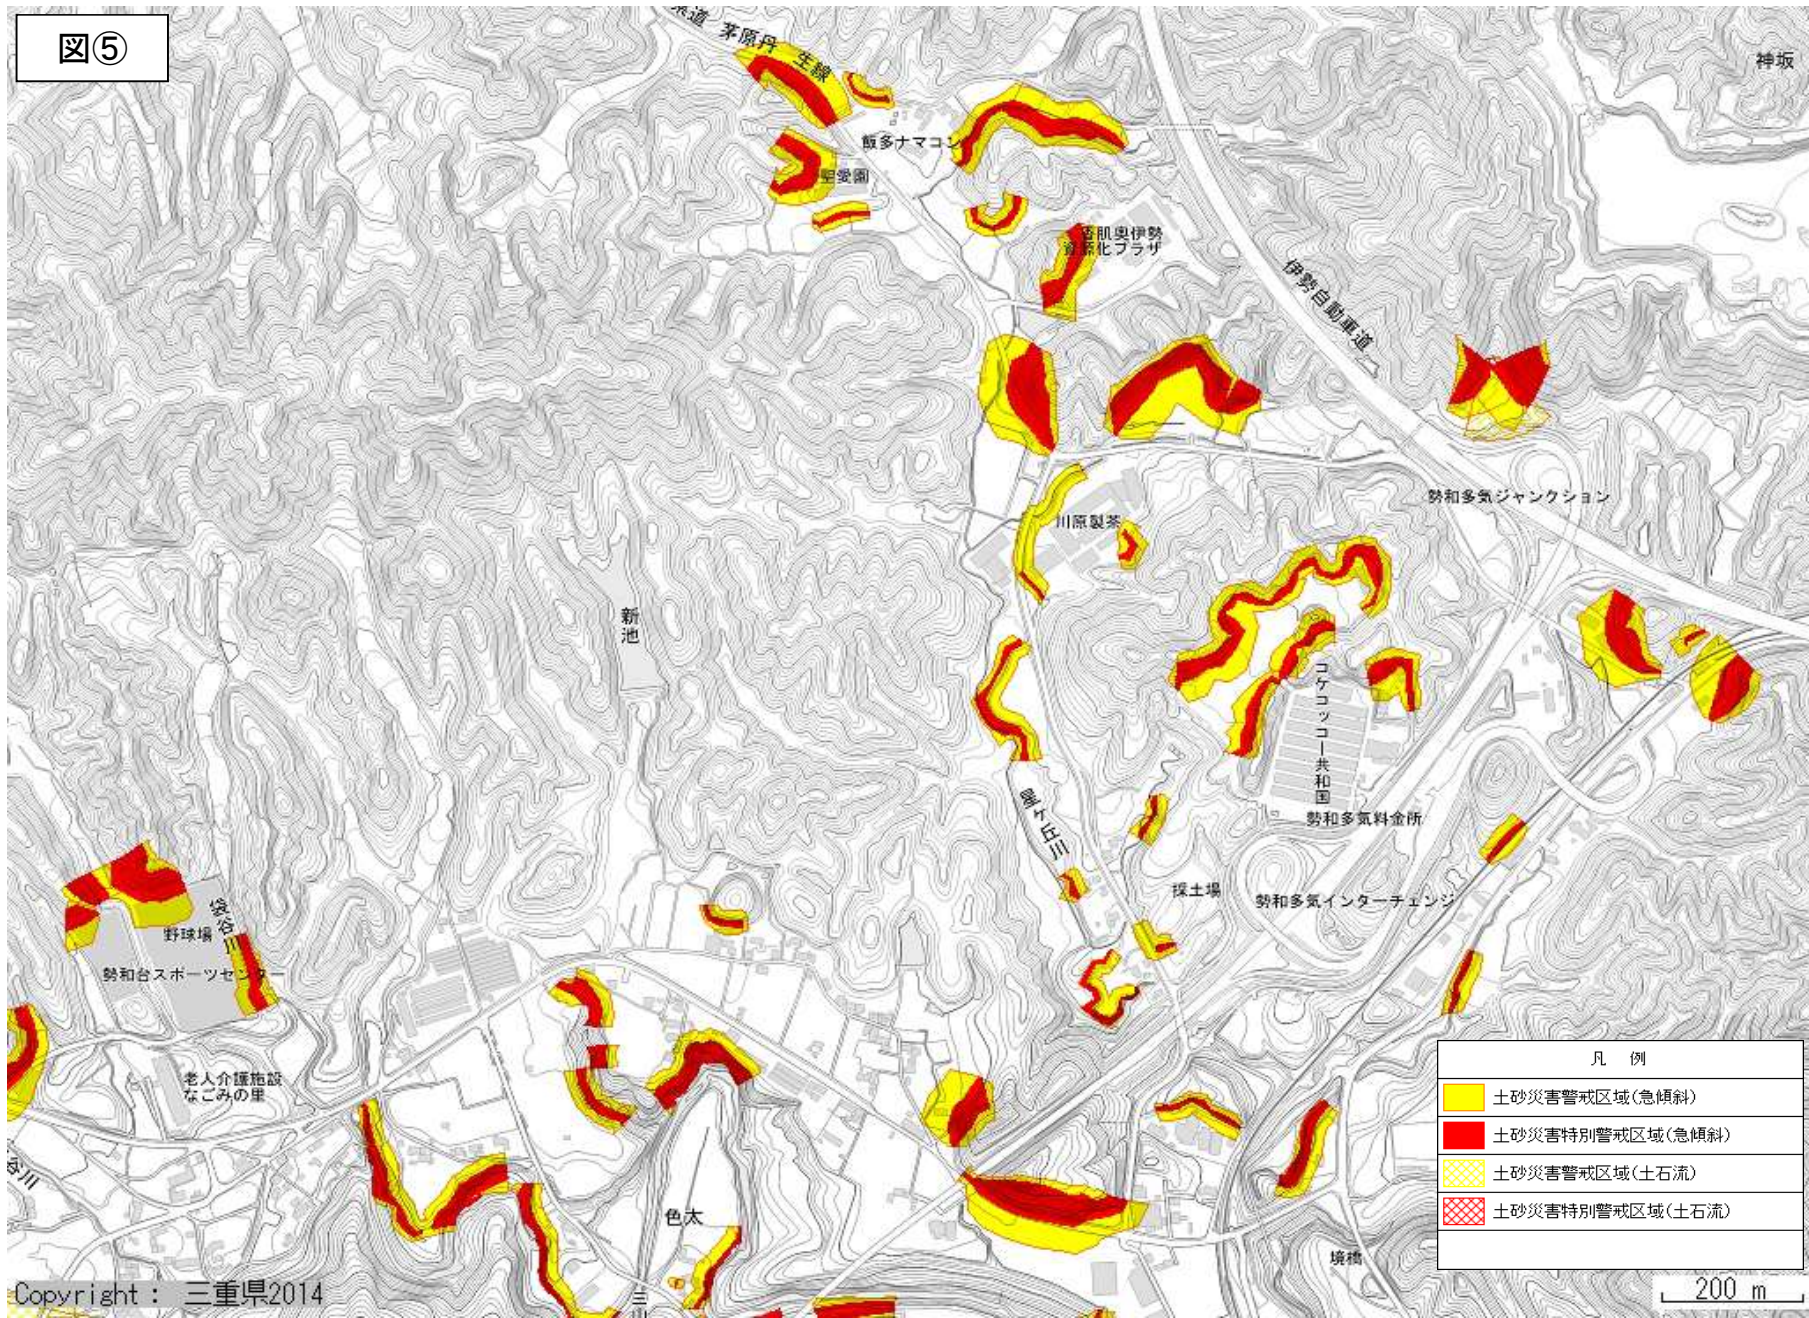 図⑤
県道 茅原丹生線
神坂
飯多ナマコン
聖愛園
香肌奥伊勢
資源化プラザ
伊勢自動車道
勢和多気ジャンクション
川原製茶
新池
コケコッコー共和国
勢和多気料金所
採土場
勢和多気インターチェンジ
ケ丘川
袋谷川
野球場
勢和台スポーツセンター
老人介護施設
なごみの里
谷川
色太
境橋
凡 例
土砂災害警戒区域(急傾斜)
土砂災害特別警戒区域(急傾斜)
土砂災害警戒区域(土石流)
土砂災害特別警戒区域(土石流)
Copyright : 三重県2014
200 m